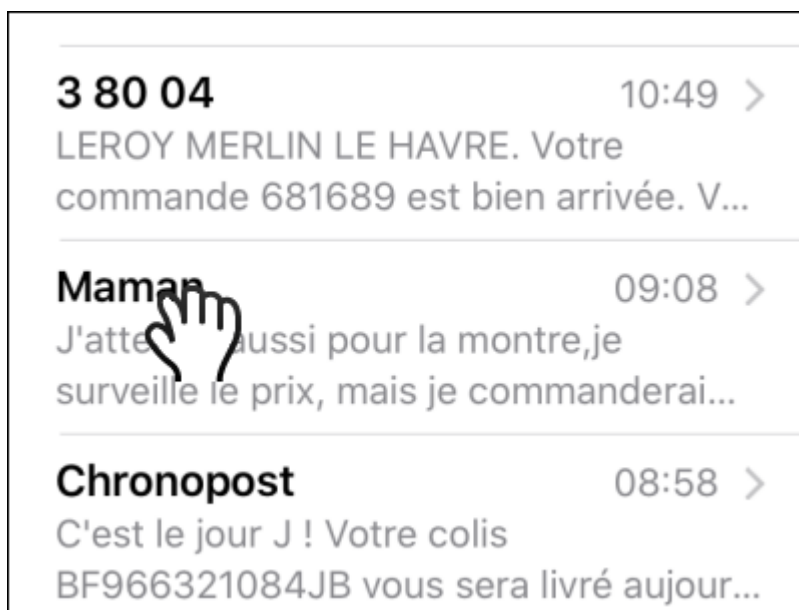 3 80 04 10:49
LEROY MERLIN LE HAVRE. Votre
commande 681689 est bien arrivée. V...
Maman 09:08
aussi pour la montre,je
surveille le prix, mais je commanderai...
Chronopost 08:58
C'est le jour J ! Votre colis
BF966321084JB vous sera livré aujour...